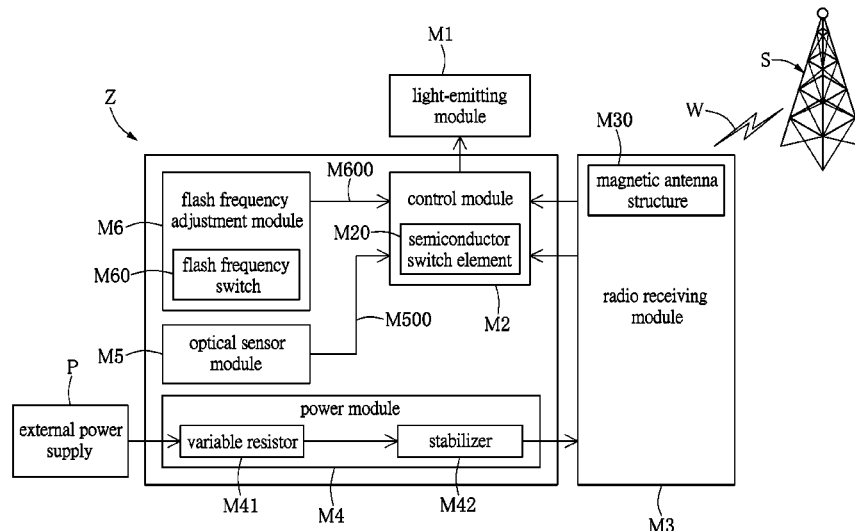 M1
S
Z
light-emitting
module
W
M30
M600
flash frequency
adjustment module
control module
magnetic antenna
structure
M6
M20
semiconductor
switch element
M60
flash frequency
switch
radio receiving
module
M500
M2
M5
optical sensor
module
P
power module
external power
supply
variable resistor
stabilizer
M41
M4
M42
M3